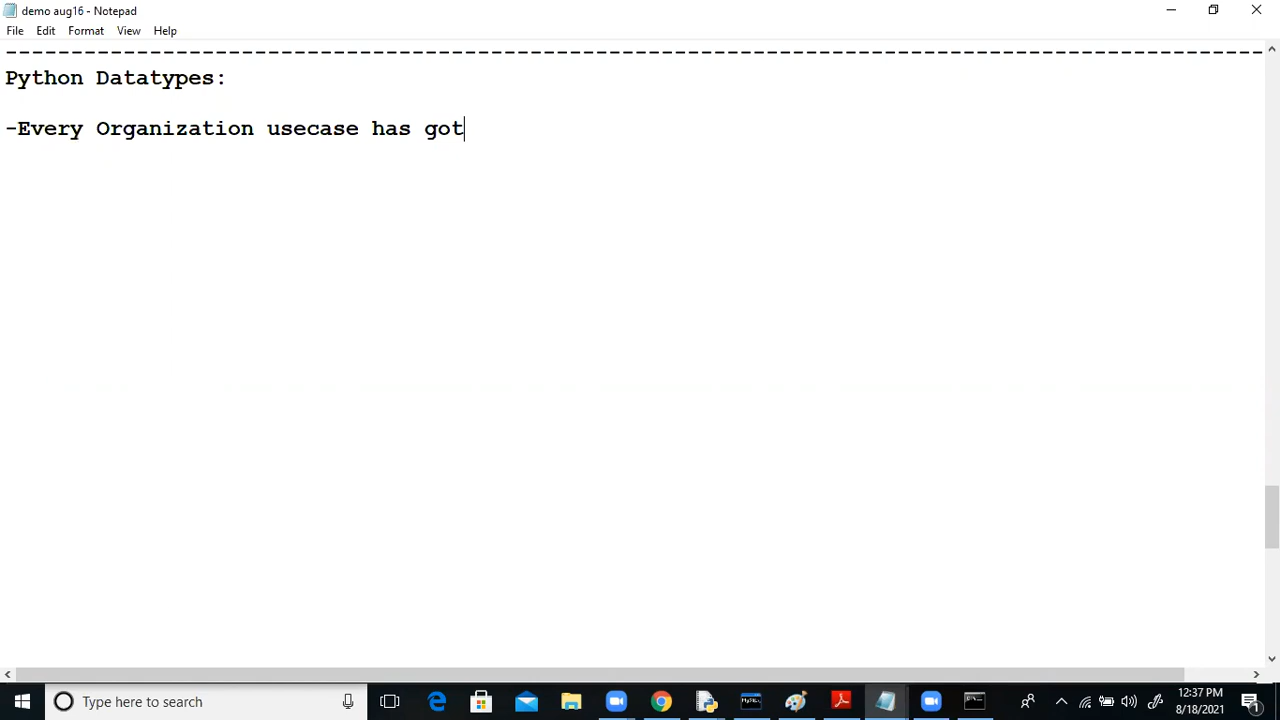 demo aug16 - Notepad
File Edit Format View Help
--------------------------------------------------------------------------------------------------
Python Datatypes:
-Every Organization usecase has got
Type here to search
12:37 PM
8/18/2021
1